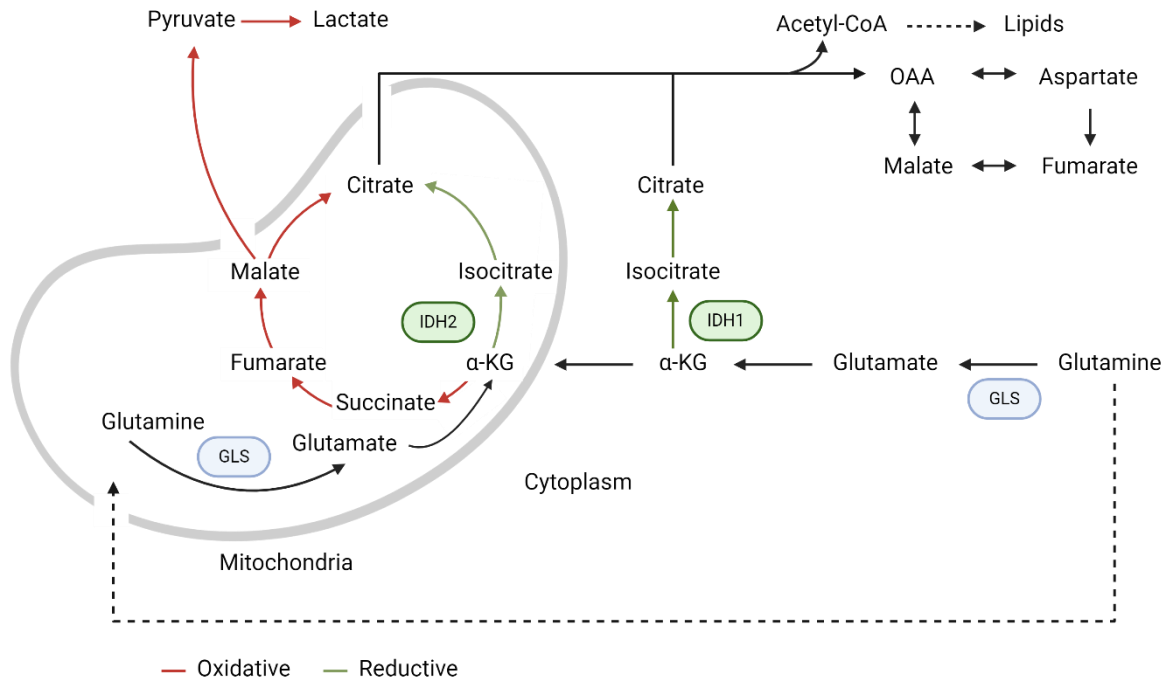 Pyruvate
Lactate
Acetyl-CoA
Lipids
OAA
Aspartate
Malate
Fumarate
Citrate
Citrate
Malate
Isocitrate
Isocitrate
IDH2
IDH1
Fumarate
α-KG
α-KG
Glutamate
Glutamine
GLS
Succinate
Glutamine
Glutamate
GLS
Cytoplasm
Mitochondria
Oxidative
Reductive